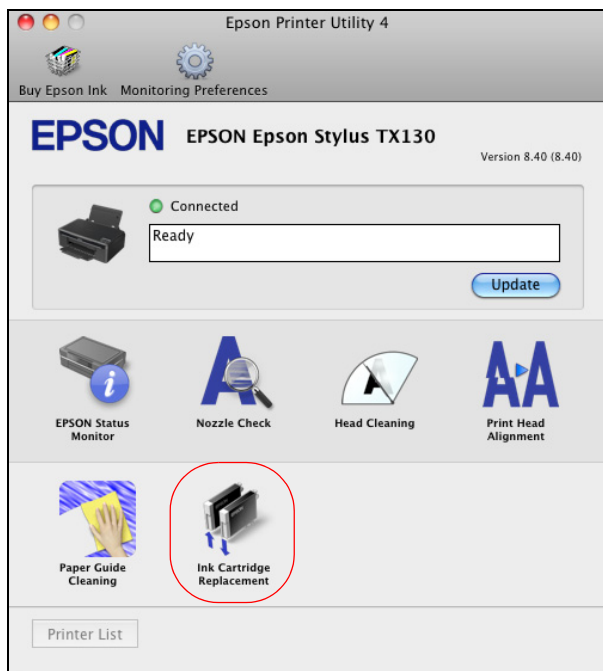 Epson Printer Utility 4
Buy Epson Ink Monitoring Preferences
EPSON EPSON Epson Stylus TX130
Version 8.40 (8.40)
Connected
Ready
Update
EPSON Status
Monitor
Nozzle Check
Head Cleaning
Print Head
Alignment
Paper Guide
Cleaning
Ink Cartridge
Replacement
Printer List